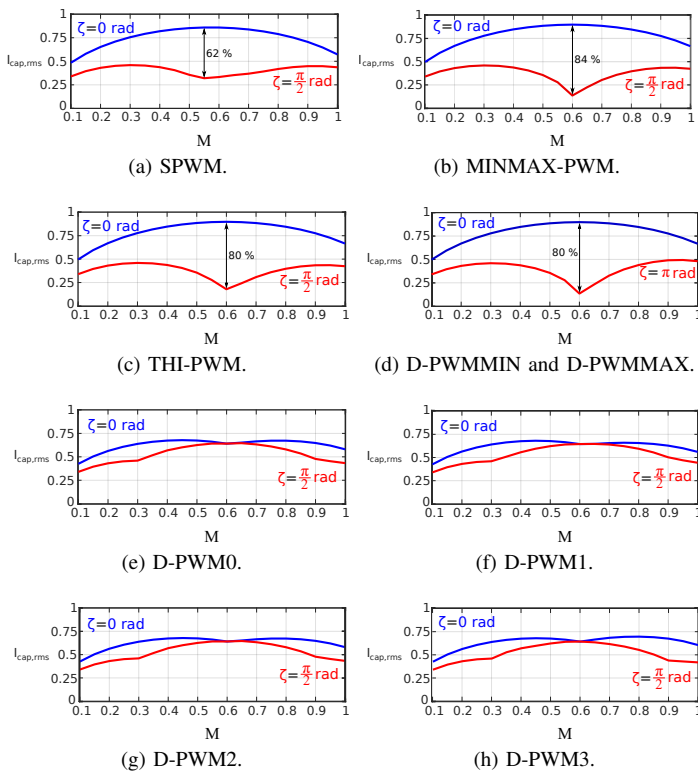 1
ζ=0 rad
0.75
I_cap,rms
0.5
62 %
0.25
ζ=π/2 rad
0
0.1 0.2 0.3 0.4 0.5 0.6 0.7 0.8 0.9 1
M
(a) SPWM.
1
ζ=0 rad
0.75
I_cap,rms
0.5
84 %
0.25
ζ=π/2 rad
0
0.1 0.2 0.3 0.4 0.5 0.6 0.7 0.8 0.9 1
M
(b) MINMAX-PWM.
1
ζ=0 rad
0.75
I_cap,rms
0.5
80 %
0.25
ζ=π/2 rad
0
0.1 0.2 0.3 0.4 0.5 0.6 0.7 0.8 0.9 1
M
(c) THI-PWM.
1
ζ=0 rad
0.75
I_cap,rms
0.5
80 %
0.25
ζ=π rad
0
0.1 0.2 0.3 0.4 0.5 0.6 0.7 0.8 0.9 1
M
(d) D-PWMMIN and D-PWMMAX.
1
ζ=0 rad
0.75
I_cap,rms
0.5
0.25
ζ=π/2 rad
0
0.1 0.2 0.3 0.4 0.5 0.6 0.7 0.8 0.9 1
M
(e) D-PWM0.
1
ζ=0 rad
0.75
I_cap,rms
0.5
0.25
ζ=π/2 rad
0
0.1 0.2 0.3 0.4 0.5 0.6 0.7 0.8 0.9 1
M
(f) D-PWM1.
1
ζ=0 rad
0.75
I_cap,rms
0.5
0.25
ζ=π/2 rad
0
0.1 0.2 0.3 0.4 0.5 0.6 0.7 0.8 0.9 1
M
(g) D-PWM2.
1
ζ=0 rad
0.75
I_cap,rms
0.5
0.25
ζ=π/2 rad
0
0.1 0.2 0.3 0.4 0.5 0.6 0.7 0.8 0.9 1
M
(h) D-PWM3.